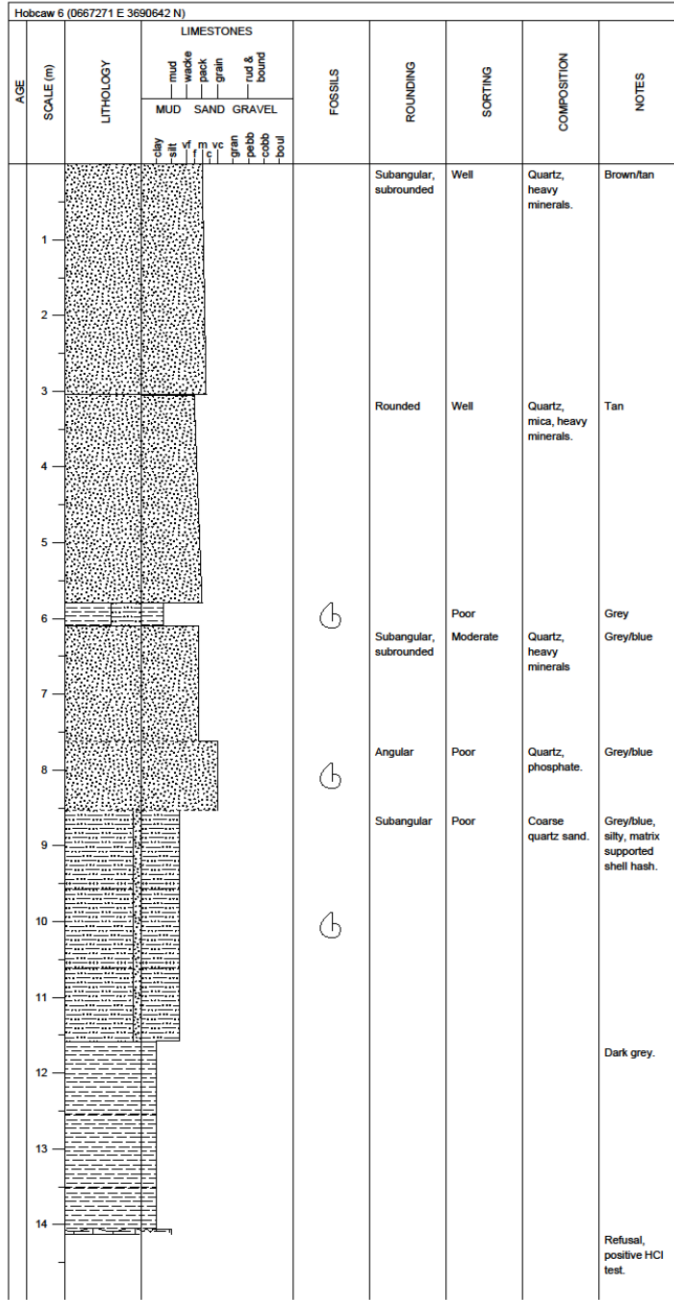 Hobcaw 6 (0667271 E 3690642 N)
AGE
SCALE (m)
LITHOLOGY
LIMESTONES
mud
wacke
pack
grain
rud &
bound
MUD SAND GRAVEL
clay
silt
vf
f
m
c
vc
gran
pebb
cobb
boul
FOSSILS
ROUNDING
SORTING
COMPOSITION
NOTES
Subangular,
subrounded
Well
Quartz,
heavy
minerals.
Brown/tan
1
2
3
Rounded
Well
Quartz,
mica, heavy
minerals.
Tan
4
5
6
Poor
Grey
Subangular,
subrounded
Moderate
Quartz,
heavy
minerals
Grey/blue
7
Angular
Poor
Quartz,
phosphate.
Grey/blue
8
Subangular
Poor
Coarse
quartz sand.
Grey/blue,
silty, matrix
supported
shell hash.
9
10
11
Dark grey.
12
13
14
Refusal,
positive HCl
test.